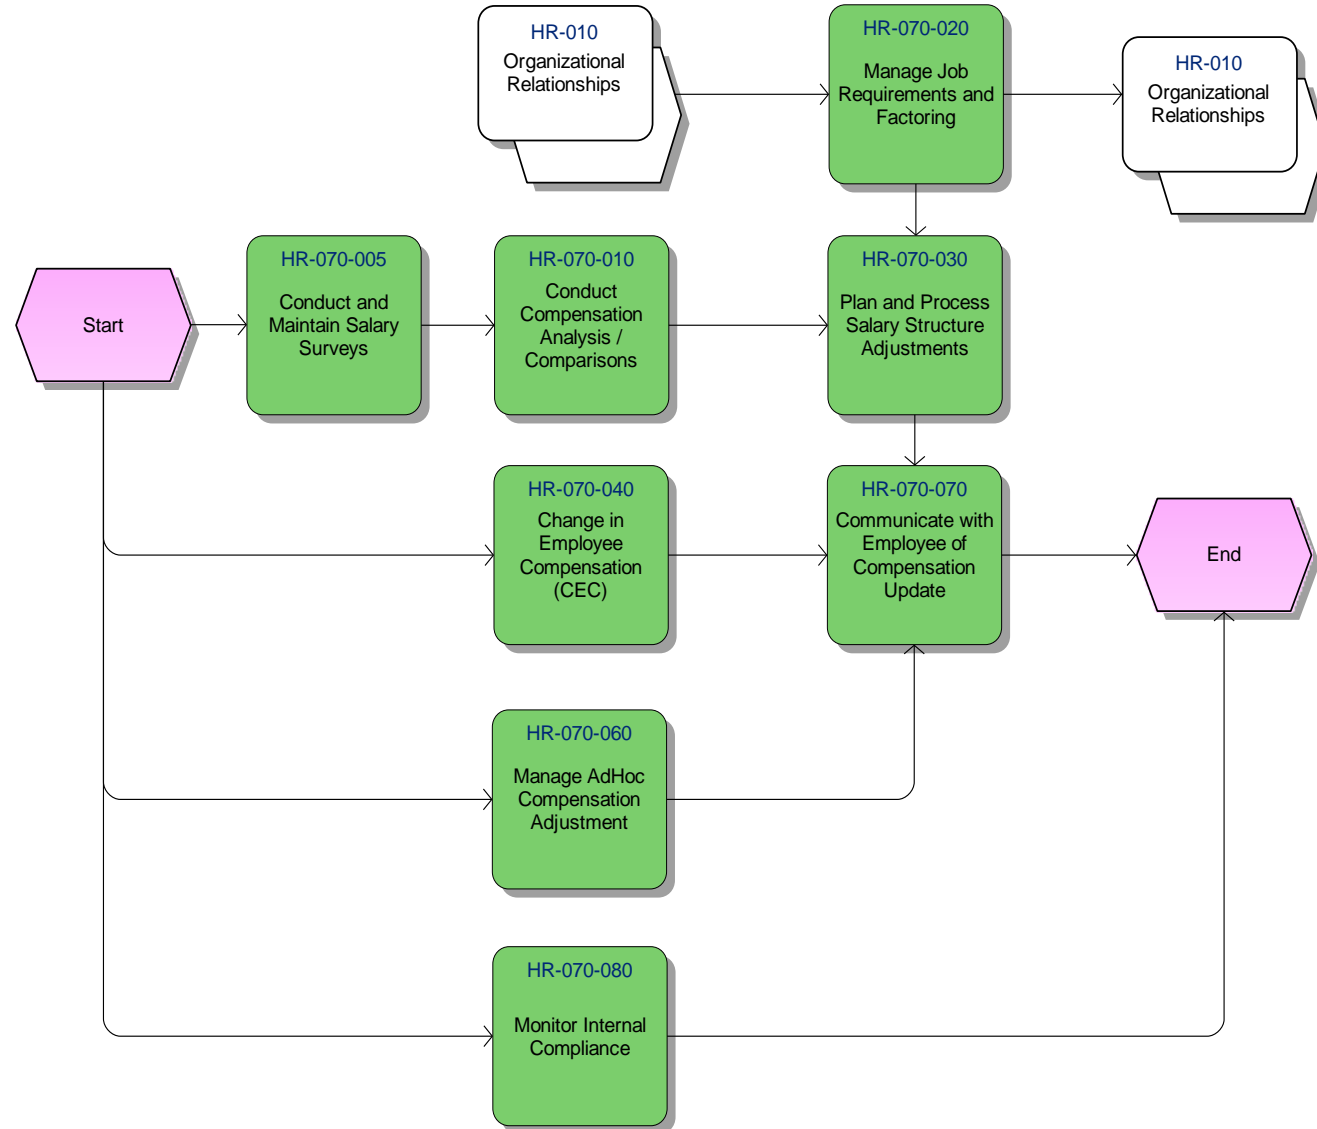 HR-010
Organizational
Relationships
HR-070-020
Manage Job
Requirements and
Factoring
HR-010
Organizational
Relationships
Start
HR-070-005
Conduct and
Maintain Salary
Surveys
HR-070-010
Conduct
Compensation
Analysis /
Comparisons
HR-070-030
Plan and Process
Salary Structure
Adjustments
HR-070-040
Change in
Employee
Compensation
(CEC)
HR-070-070
Communicate with
Employee of
Compensation
Update
End
HR-070-060
Manage AdHoc
Compensation
Adjustment
HR-070-080
Monitor Internal
Compliance